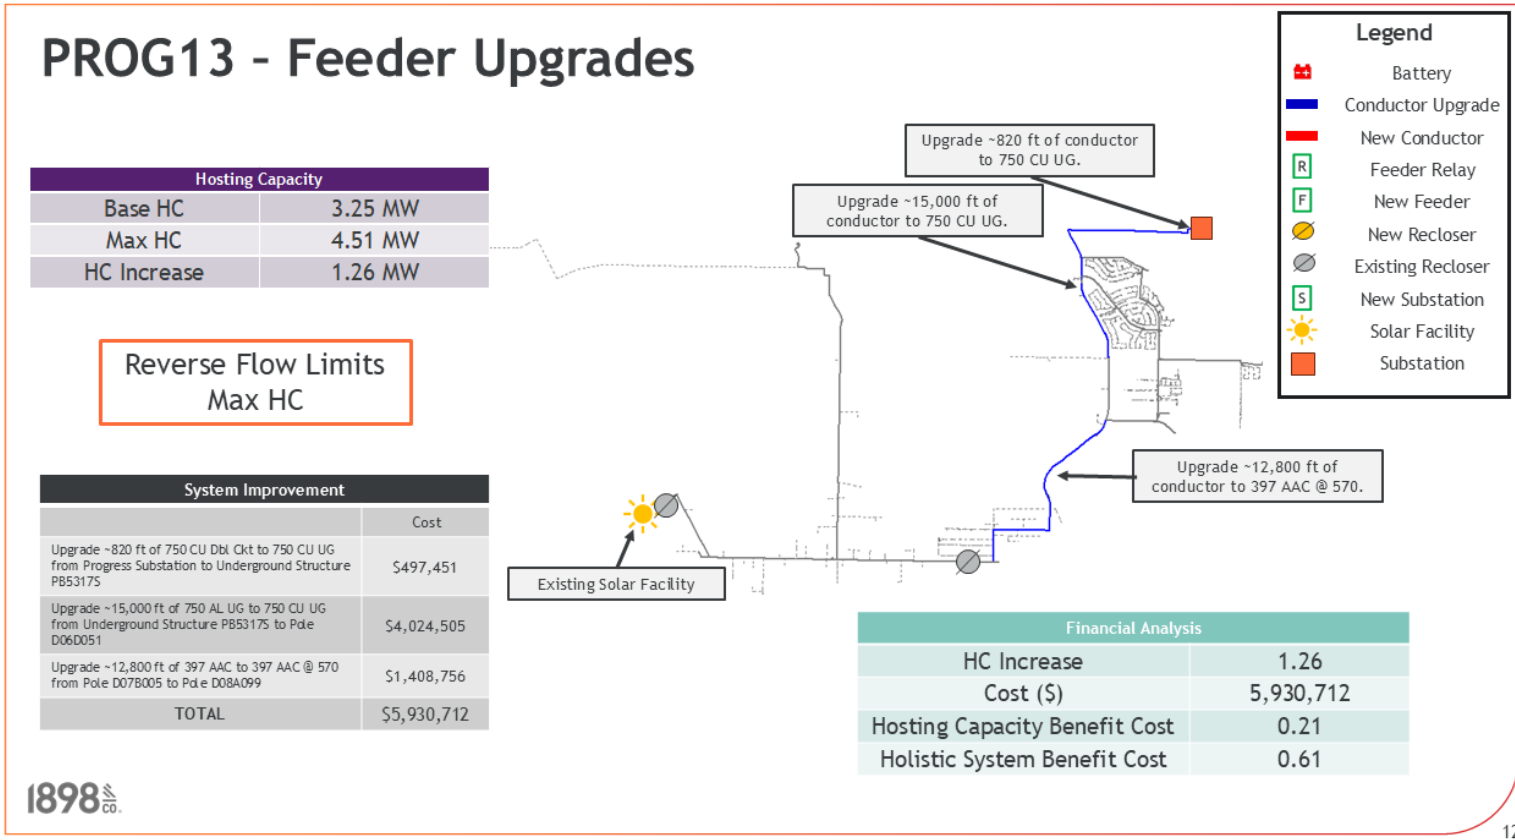 PROG13 – Feeder Upgrades
Hosting Capacity
Base HC 3.25 MW
Max HC 4.51 MW
HC Increase 1.26 MW
Reverse Flow Limits
Max HC
System Improvement
Cost
Upgrade ~820 ft of 750 CU Dbl Ckt to 750 CU UG
from Progress Substation to Underground Structure
PB5317S
$497,451
Upgrade ~15,000 ft of 750 AL UG to 750 CU UG
from Underground Structure PB5317S to Pole
D06D051
$4,024,505
Upgrade ~12,800 ft of 397 AAC to 397 AAC @ 570
from Pole D07B005 to Pole D08A099
$1,408,756
TOTAL $5,930,712
Upgrade ~820 ft of conductor
to 750 CU UG.
Upgrade ~15,000 ft of
conductor to 750 CU UG.
Upgrade ~12,800 ft of
conductor to 397 AAC @ 570.
Existing Solar Facility
Legend
Battery
Conductor Upgrade
New Conductor
R Feeder Relay
F New Feeder
New Recloser
Existing Recloser
S New Substation
Solar Facility
Substation
Financial Analysis
HC Increase 1.26
Cost ($) 5,930,712
Hosting Capacity Benefit Cost 0.21
Holistic System Benefit Cost 0.61
1898 & CO.